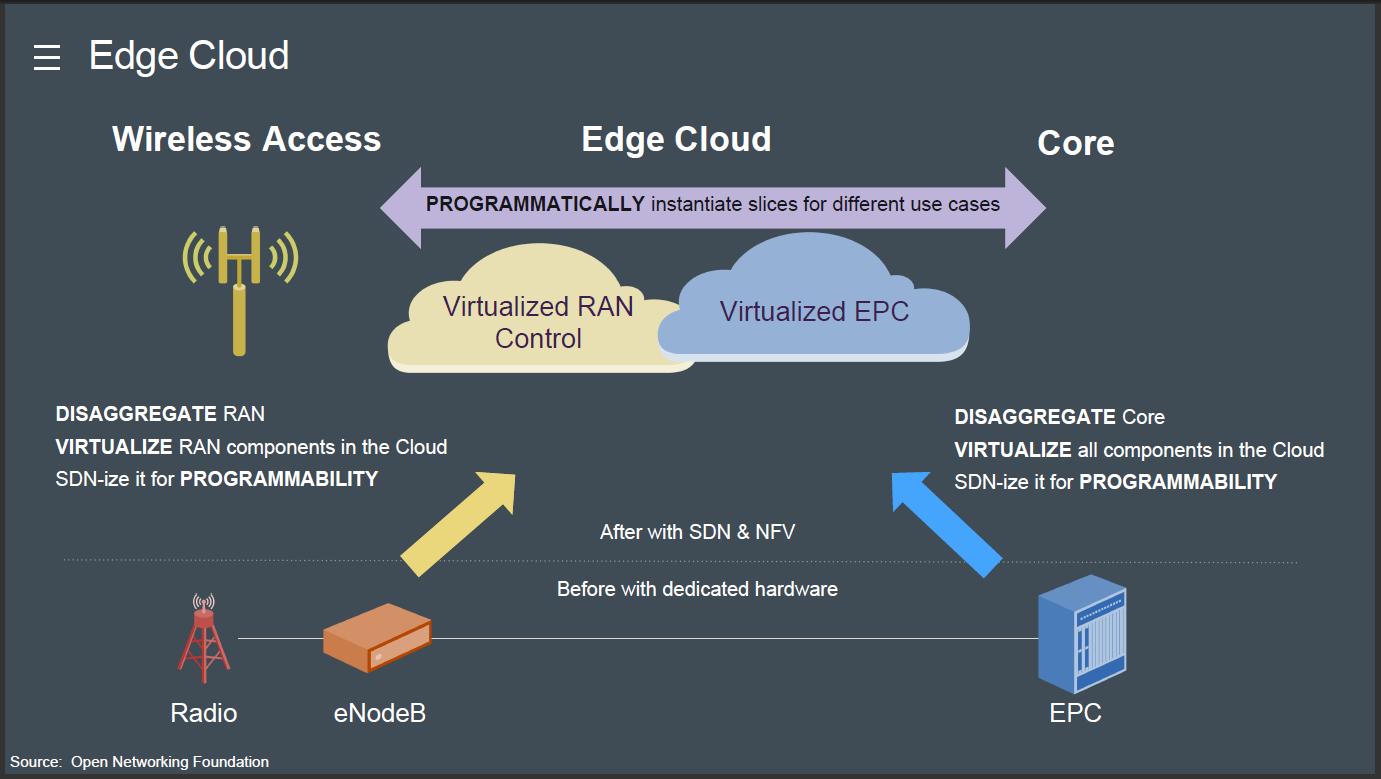 Edge Cloud
Wireless Access
Edge Cloud
Core
PROGRAMMATICALLY instantiate slices for different use cases
Virtualized RAN
Control
Virtualized EPC
DISAGGREGATE RAN
VIRTUALIZE RAN components in the Cloud
SDN-ize it for PROGRAMMABILITY
DISAGGREGATE Core
VIRTUALIZE all components in the Cloud
SDN-ize it for PROGRAMMABILITY
After with SDN & NFV
Before with dedicated hardware
Radio
eNodeB
EPC
Source: Open Networking Foundation